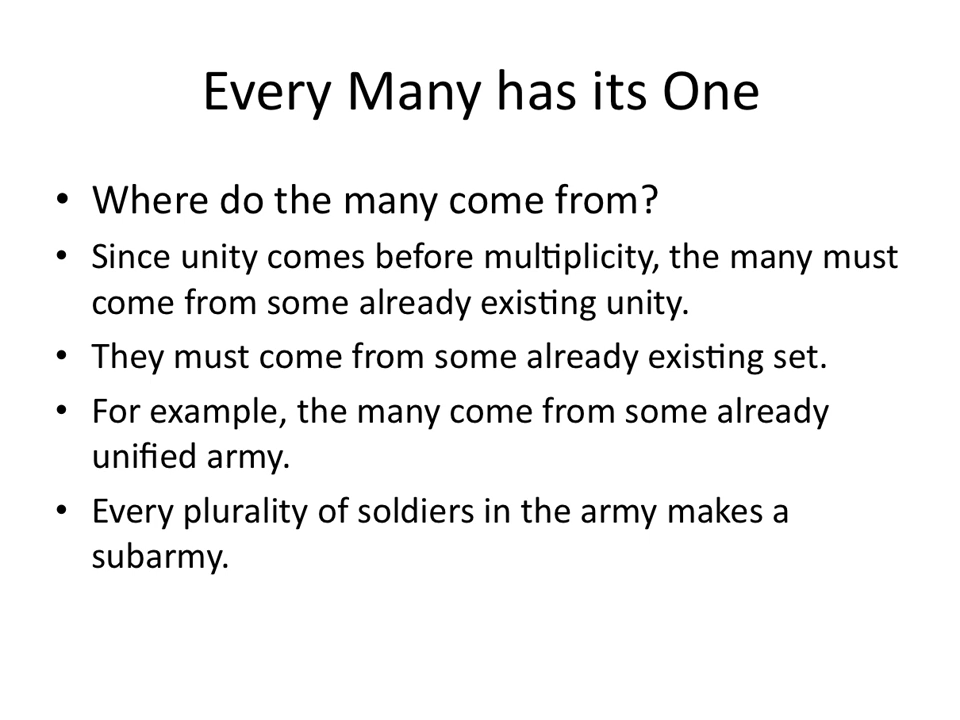 Every Many has its One
• Where do the many come from?
• Since unity comes before multiplicity, the many must
come from some already existing unity.
• They must come from some already existing set.
• For example, the many come from some already
unified army.
• Every plurality of soldiers in the army makes a
subarmy.